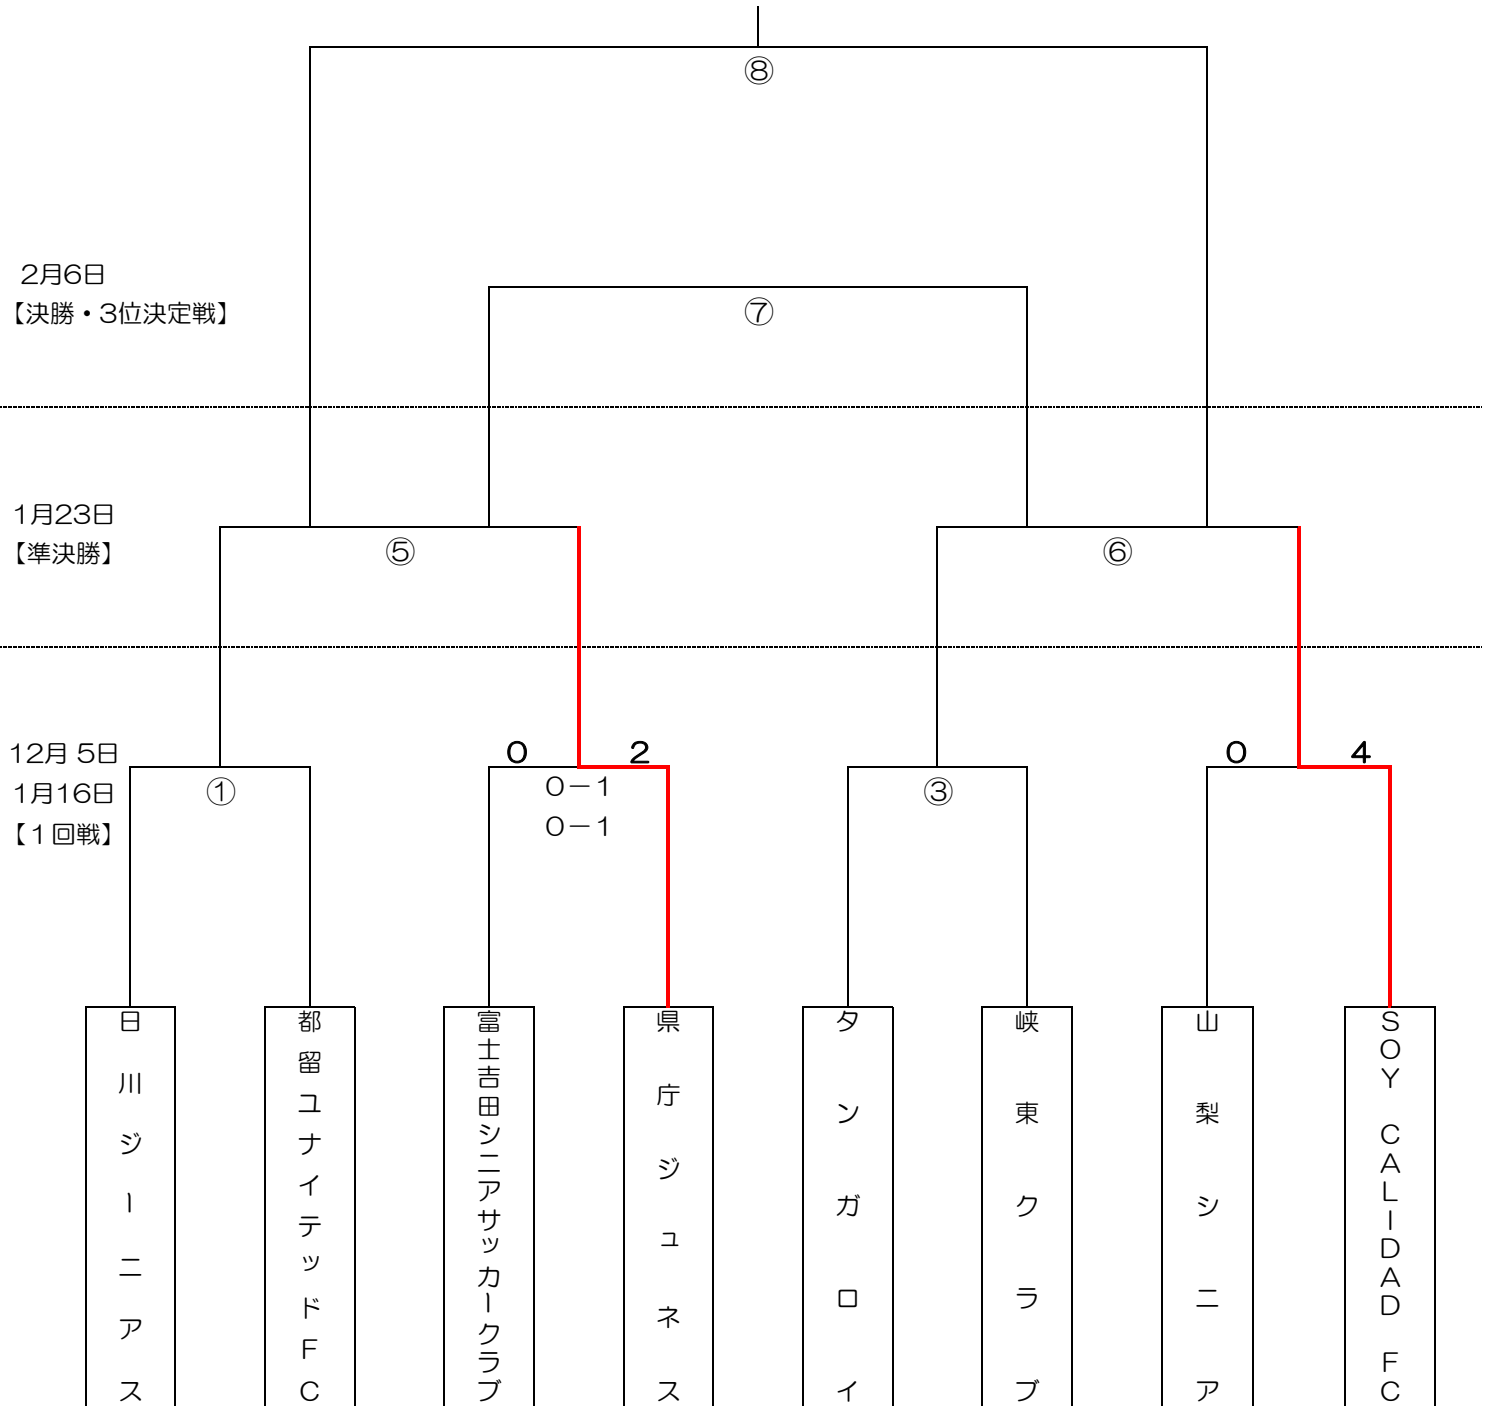 ⑧
2月6日
【決勝・3位決定戦】
⑦
1月23日
【準決勝】
⑤
⑥
12月 5日
1月16日
【1回戦】
①
0 2
0－1
0－1
③
0 4
日川ジーニアス
都留ユナイテッドFC
富士吉田シニアサッカークラブ
県庁ジュネス
タンガロイ
峡東クラブ
山梨シニア
SOY CALIDAD FC